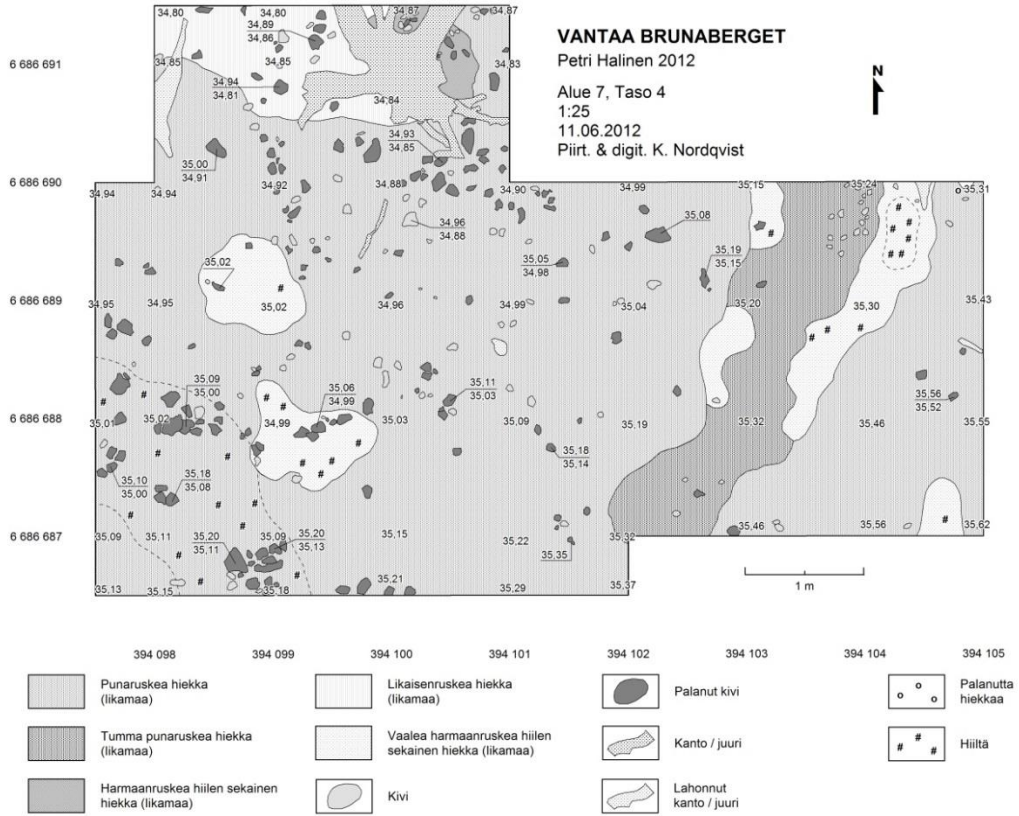 VANTAA BRUNABERGET
Petri Halinen 2012
Alue 7, Taso 4
1:25
11.06.2012
Piirt. & digit. K. Nordqvist
N
34,80 34,80 34,87 34,87
34,89
34,86
6 686 691
34,85 34,85 34,83
34,94
34,81
34,84
34,93
34,85
35,00
34,91
6 686 690
34,94 34,94 34,92 34,88 34,90 34,99 35,15 35,24 35,31
34,96
34,88
35,08
35,02
35,05
34,98
35,19
35,15
6 686 689
34,95 34,95 35,02 34,96 34,99 35,04 35,20 35,30 35,43
35,09
35,00
35,06
34,99
35,11
35,03
35,56
35,52
6 686 688
35,01 35,02 34,99 35,03 35,09 35,19 35,32 35,46 35,55
35,18
35,14
35,10
35,00
35,18
35,08
6 686 687
35,09 35,11 35,09 35,15 35,22 35,32 35,46 35,56 35,62
35,20
35,11
35,20
35,13
35,35
35,13 35,15 35,18 35,21 35,29 35,37
1 m
394 098 394 099 394 100 394 101 394 102 394 103 394 104 394 105
Punaruskea hiekka
(likamaa)
Tumma punaruskea hiekka
(likamaa)
Harmaanruskea hiilen sekainen
hiekka (likamaa)
Likaisenruskea hiekka
(likamaa)
Vaalea harmaanruskea hiilen
sekainen hiekka (likamaa)
Kivi
Palanut kivi
Kanto / juuri
Lahonnut
kanto / juuri
Palanutta
hiekkaa
Hiiltä